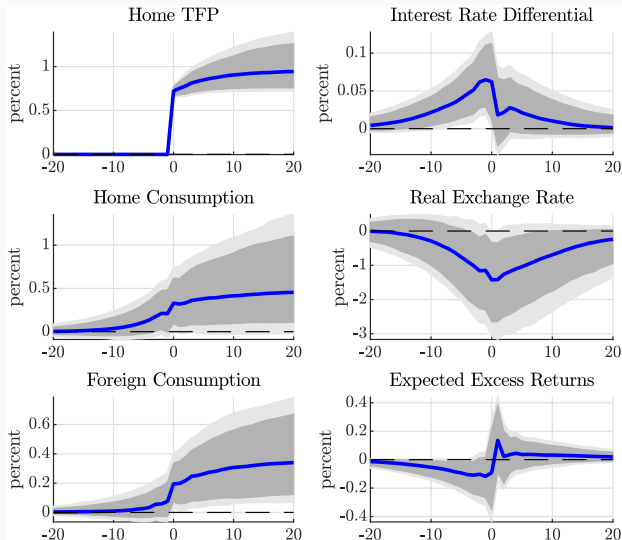 Home TFP
percent
1
0.5
0
-20 -10 0 10 20
Interest Rate Differential
percent
0.1
0.05
0
-20 -10 0 10 20
Home Consumption
percent
1
0.5
0
-20 -10 0 10 20
Real Exchange Rate
percent
0
-1
-2
-3
-20 -10 0 10 20
Foreign Consumption
percent
0.6
0.4
0.2
0
-20 -10 0 10 20
Expected Excess Returns
percent
0.4
0.2
0
-0.2
-0.4
-20 -10 0 10 20